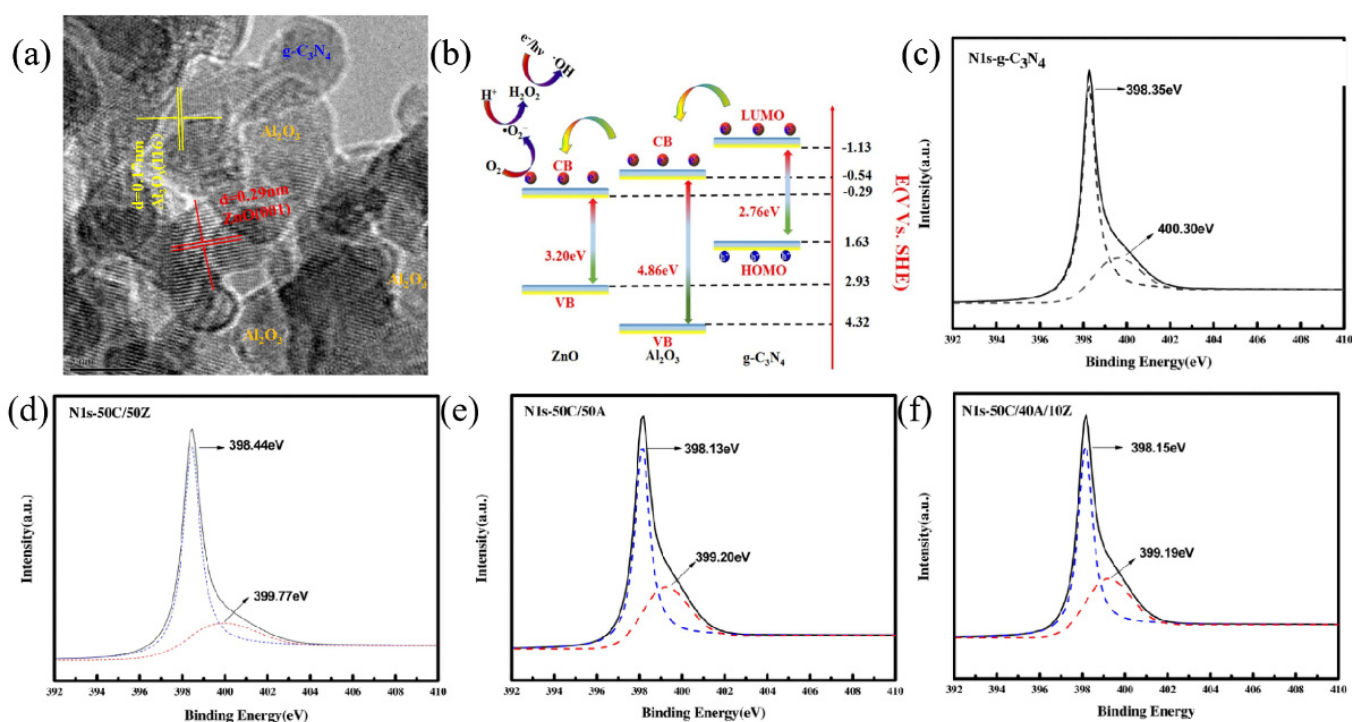 (a)
g-C₃N₄
Al₂O₃
d=0.29nm
ZnO(001)
Al₂O₃
Al₂O₃
(b)
e⁻/hν
·OH
H⁺
H₂O₂
•O₂⁻
O₂
CB
CB
LUMO
-1.13
-0.54
-0.29
3.20eV
4.86eV
2.76eV
1.63
HOMO
2.93
VB
4.32
VB
E(V Vs. SHE)
ZnO
Al₂O₃
g-C₃N₄
(c)
N1s-g-C₃N₄
398.35eV
400.30eV
Intensity(a.u.)
392 394 396 398 400 402 404 406 408 410
Binding Energy(eV)
(d)
N1s-50C/50Z
398.44eV
399.77eV
Intensity(a.u.)
392 394 396 398 400 402 404 406 408 410
Binding Energy(eV)
(e)
N1s-50C/50A
398.13eV
399.20eV
Intensity(a.u.)
392 394 396 398 400 402 404 406 408 410
Binding Energy(eV)
(f)
N1s-50C/40A/10Z
398.15eV
399.19eV
Intensity(a.u.)
392 394 396 398 400 402 404 406 408 410
Binding Energy